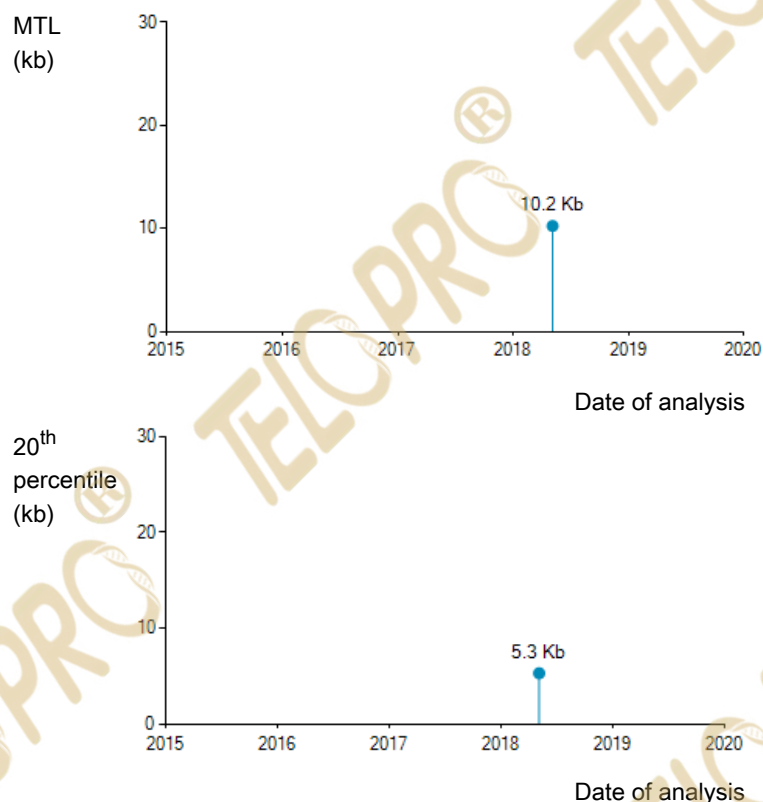 MTL
(kb)
30
20
10
0
10.2 Kb
2015 2016 2017 2018 2019 2020
Date of analysis
20th
percentile
(kb)
30
20
10
0
5.3 Kb
2015 2016 2017 2018 2019 2020
Date of analysis
TELOPRO®